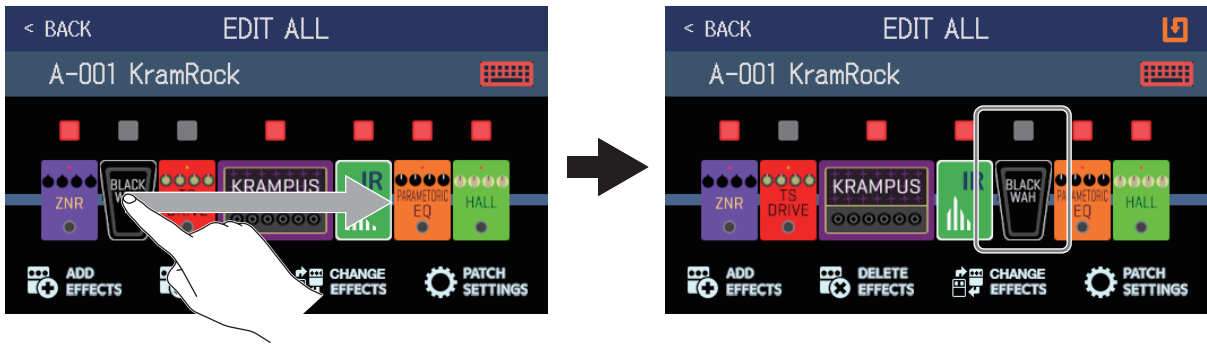 < BACK EDIT ALL
A-001 KramRock
ZNR
BLACK
DRIVE
KRAMPUS
IR
PARAMETORIC
EQ
HALL
ADD
EFFECTS
CHANGE
EFFECTS
PATCH
SETTINGS
< BACK EDIT ALL
A-001 KramRock
ZNR
TS
DRIVE
KRAMPUS
IR
BLACK
WAH
PARAMETORIC
EQ
HALL
ADD
EFFECTS
DELETE
EFFECTS
CHANGE
EFFECTS
PATCH
SETTINGS